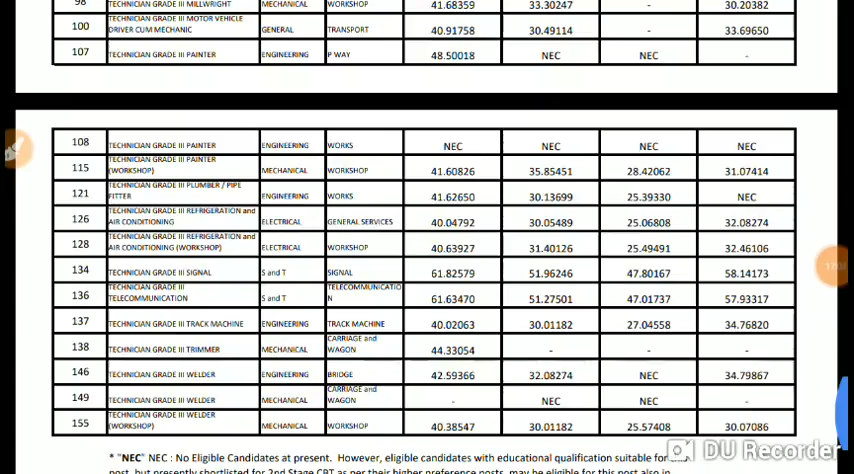 98 TECHNICIAN GRADE III MILLWRIGHT MECHANICAL WORKSHOP 41.68359 33.30247 - 30.20382
100 TECHNICIAN GRADE III MOTOR VEHICLE DRIVER CUM MECHANIC GENERAL TRANSPORT 40.91758 30.49114 - 33.69650
107 TECHNICIAN GRADE III PAINTER ENGINEERING P WAY 48.50018 NEC NEC -
108 TECHNICIAN GRADE III PAINTER ENGINEERING WORKS NEC NEC NEC NEC
115 TECHNICIAN GRADE III PAINTER (WORKSHOP) MECHANICAL WORKSHOP 41.60826 35.85451 28.42062 31.07414
121 TECHNICIAN GRADE III PLUMBER / PIPE FITTER ENGINEERING WORKS 41.62650 30.13699 25.39330 NEC
126 TECHNICIAN GRADE III REFRIGERATION and AIR CONDITIONING ELECTRICAL GENERAL SERVICES 40.04792 30.05489 25.06808 32.08274
128 TECHNICIAN GRADE III REFRIGERATION and AIR CONDITIONING (WORKSHOP) ELECTRICAL WORKSHOP 40.63927 31.40126 25.49491 32.46106
134 TECHNICIAN GRADE III SIGNAL S and T SIGNAL 61.82579 51.96246 47.80167 58.14173
136 TECHNICIAN GRADE III TELECOMMUNICATION S and T TELECOMMUNICATIO N 61.63470 51.27501 47.01737 57.93317
137 TECHNICIAN GRADE III TRACK MACHINE ENGINEERING TRACK MACHINE 40.02063 30.01182 27.04558 34.76820
138 TECHNICIAN GRADE III TRIMMER MECHANICAL CARRIAGE and WAGON 44.33054 - - -
146 TECHNICIAN GRADE III WELDER ENGINEERING BRIDGE 42.59366 32.08274 NEC 34.79867
149 TECHNICIAN GRADE III WELDER MECHANICAL CARRIAGE and WAGON - NEC NEC -
155 TECHNICIAN GRADE III WELDER (WORKSHOP) MECHANICAL WORKSHOP 40.38547 30.01182 25.57408 30.07086
* "NEC" NEC : No Eligible Candidates at present. However, eligible candidates with educational qualification suitable for
post, but presently shortlisted for 2nd Stage CBT as per their higher preference posts, may be eligible for this post also in
DU Recorder